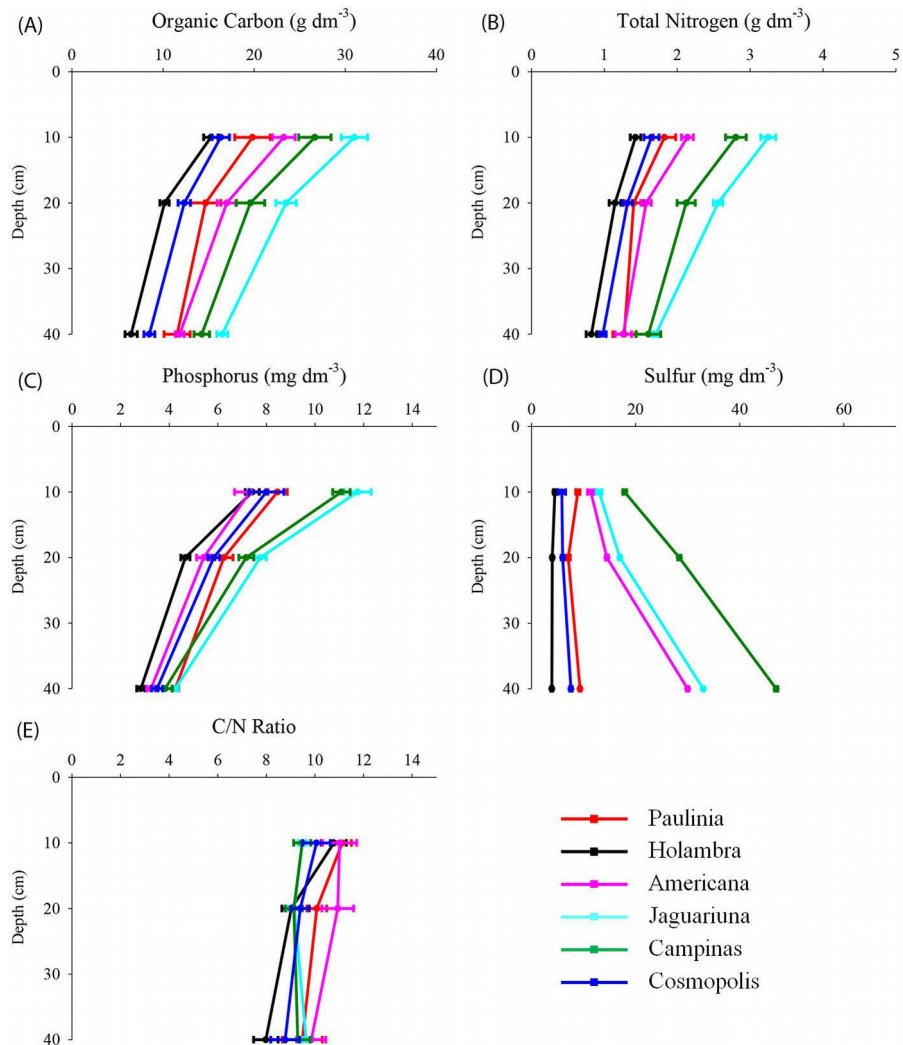 (A) Organic Carbon (g dm-3)
0 10 20 30 40
0
10
20
30
40
Depth (cm)
(B) Total Nitrogen (g dm-3)
0 1 2 3 4 5
0
10
20
30
40
Depth (cm)
(C) Phosphorus (mg dm-3)
0 2 4 6 8 10 12 14
0
10
20
30
40
Depth (cm)
(D) Sulfur (mg dm-3)
0 20 40 60
0
10
20
30
40
Depth (cm)
(E) C/N Ratio
0 2 4 6 8 10 12 14
0
10
20
30
40
Depth (cm)
Paulinia
Holambra
Americana
Jaguariuna
Campinas
Cosmopolis